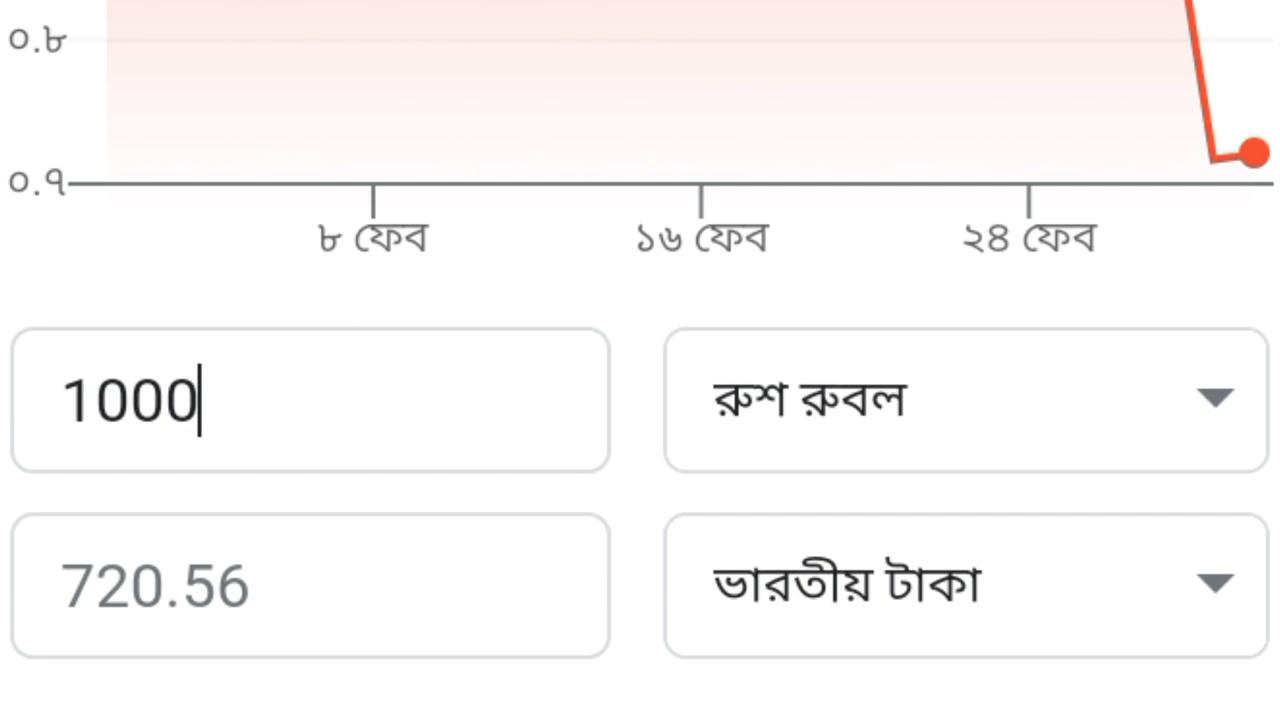 ০.৮
০.৭
৮ ফেব ১৬ ফেব ২৪ ফেব
1000 রুশ রুবল
720.56 ভারতীয় টাকা